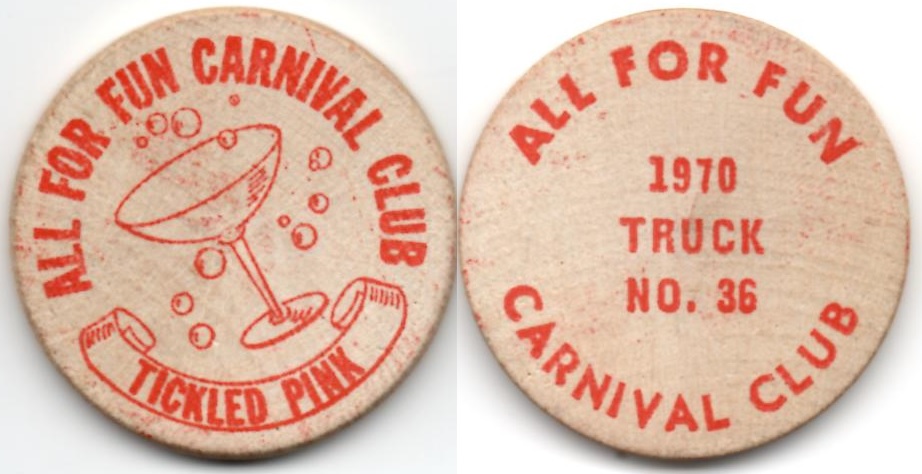 ALL FOR FUN CARNIVAL CLUB
TICKLED PINK
ALL FOR FUN
1970
TRUCK
NO. 36
CARNIVAL CLUB